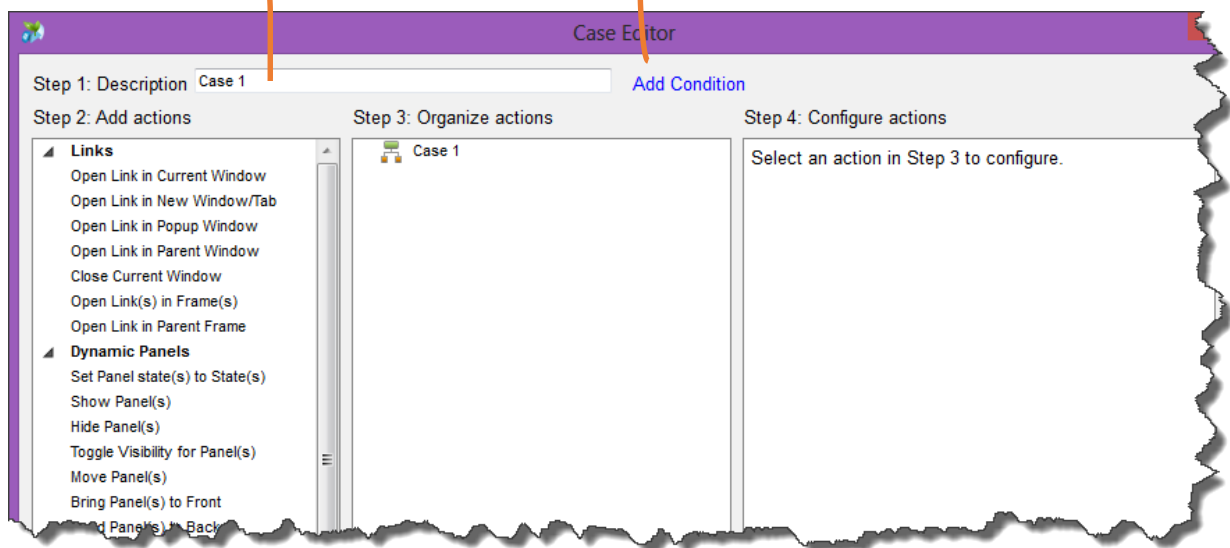 Case Editor
Step 1: Description Case 1 Add Condition
Step 2: Add actions Step 3: Organize actions Step 4: Configure actions
Links Case 1 Select an action in Step 3 to configure.
Open Link in Current Window
Open Link in New Window/Tab
Open Link in Popup Window
Open Link in Parent Window
Close Current Window
Open Link(s) in Frame(s)
Open Link in Parent Frame
Dynamic Panels
Set Panel state(s) to State(s)
Show Panel(s)
Hide Panel(s)
Toggle Visibility for Panel(s)
Move Panel(s)
Bring Panel(s) to Front
Panel(s) to Back